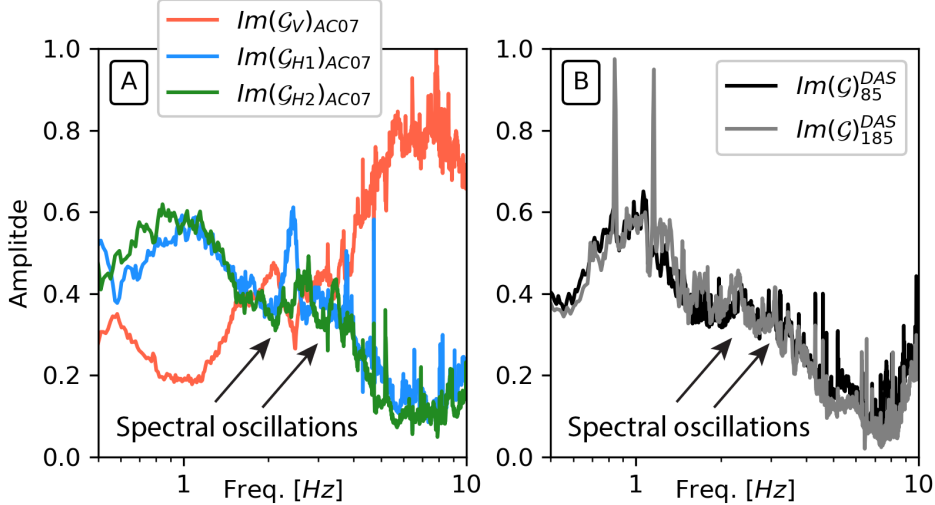 A
Im(𝒢V)AC07
Im(𝒢H1)AC07
Im(𝒢H2)AC07
1.0
0.8
0.6
0.4
0.2
0.0
Amplitde
Spectral oscillations
1
10
Freq. [Hz]
B
Im(𝒢)85DAS
Im(𝒢)185DAS
1.0
0.8
0.6
0.4
0.2
0.0
Spectral oscillations
1
10
Freq. [Hz]